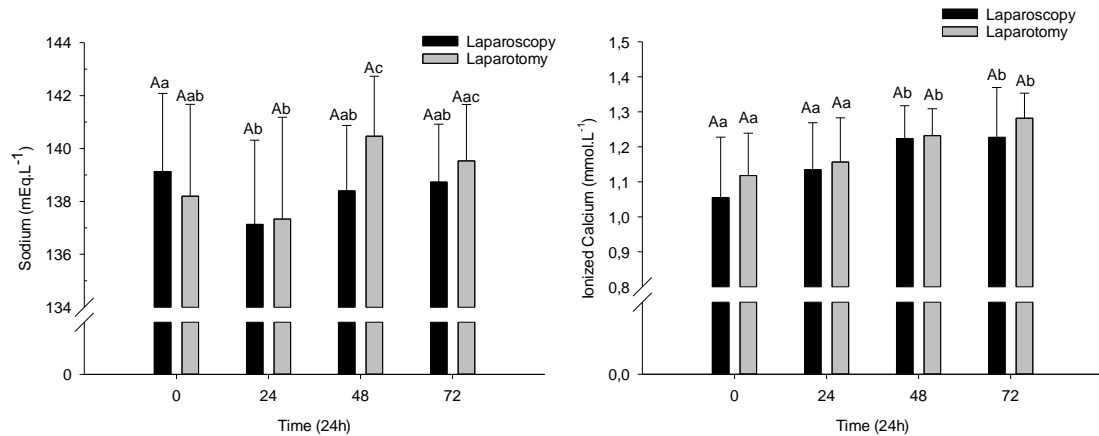 Laparoscopy
Laparotomy
144
142
140
138
136
134
0
Sodium (mEq.L-1)
Aa
Aab
Ab
Ab
Aab
Ac
Aab
Aac
0
24
48
72
Time (24h)
Laparoscopy
Laparotomy
1,5
1,4
1,3
1,2
1,1
1,0
0,9
0,8
0,0
Ionized Calcium (mmol.L-1)
Aa
Aa
Aa
Aa
Ab
Ab
Ab
Ab
0
24
48
72
Time (24h)